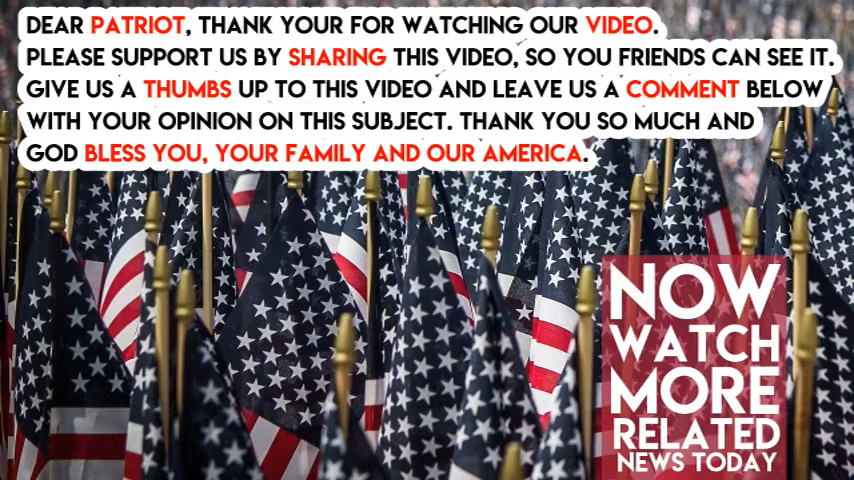 DEAR PATRIOT, THANK YOUR FOR WATCHING OUR VIDEO.
PLEASE SUPPORT US BY SHARING THIS VIDEO, SO YOU FRIENDS CAN SEE IT.
GIVE US A THUMBS UP TO THIS VIDEO AND LEAVE US A COMMENT BELOW
WITH YOUR OPINION ON THIS SUBJECT. THANK YOU SO MUCH AND
GOD BLESS YOU, YOUR FAMILY AND OUR AMERICA.
NOW
WATCH
MORE
RELATED
NEWS TODAY